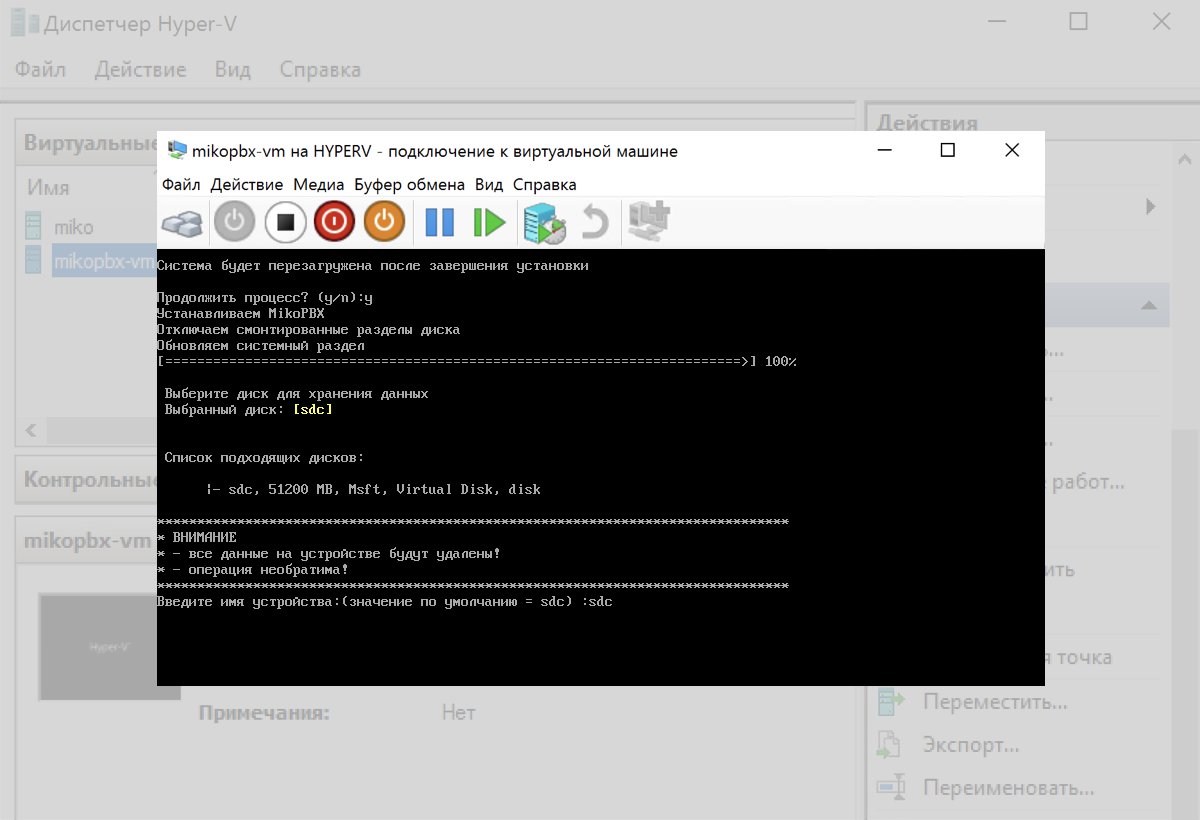 Диспетчер Hyper-V
Файл Действие Вид Справка
Виртуальные
Имя
miko
mikopbx-vm
Контрольные
mikopbx-vm
Hyper-V
Примечания: Нет
Действия
работ...
точка
Переместить...
Экспорт...
Переименовать...
mikopbx-vm на HYPERV - подключение к виртуальной машине
Файл Действие Медиа Буфер обмена Вид Справка
Система будет перезагружена после завершения установки
Продолжить процесс? (y/n):y
Устанавливаем MikoPBX
Отключаем смонтированные разделы диска
Обновляем системный раздел
[========================================================================>] 100%
Выберите диск для хранения данных
Выбранный диск: [sdc]
Список подходящих дисков:
|- sdc, 51200 MB, Msft, Virtual Disk, disk
*******************************************************************************
* ВНИМАНИЕ
* - все данные на устройстве будут удалены!
* - операция необратима!
*******************************************************************************
Введите имя устройства:(значение по умолчанию = sdc) :sdc